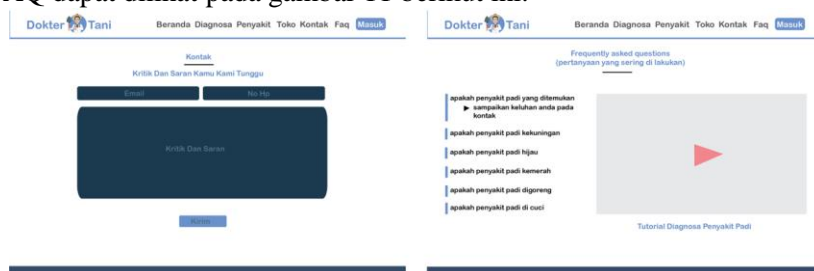 FAQ dapat dilihat pada gambar 11 berikut ini.
Dokter Tani
Beranda Diagnosa Penyakit Toko Kontak Faq Masuk
Kontak
Kritik Dan Saran Kamu Kami Tunggu
Email
No Hp
Kritik Dan Saran
Kirim
Dokter Tani
Beranda Diagnosa Penyakit Toko Kontak Faq Masuk
Frequently asked questions
(pertanyaan yang sering di lakukan)
apakah penyakit padi yang ditemukan
sampaikan keluhan anda pada
kontak
apakah penyakit padi kekuningan
apakah penyakit padi hijau
apakah penyakit padi kemerah
apakah penyakit padi digoreng
apakah penyakit padi di cuci
Tutorial Diagnosa Penyakit Padi